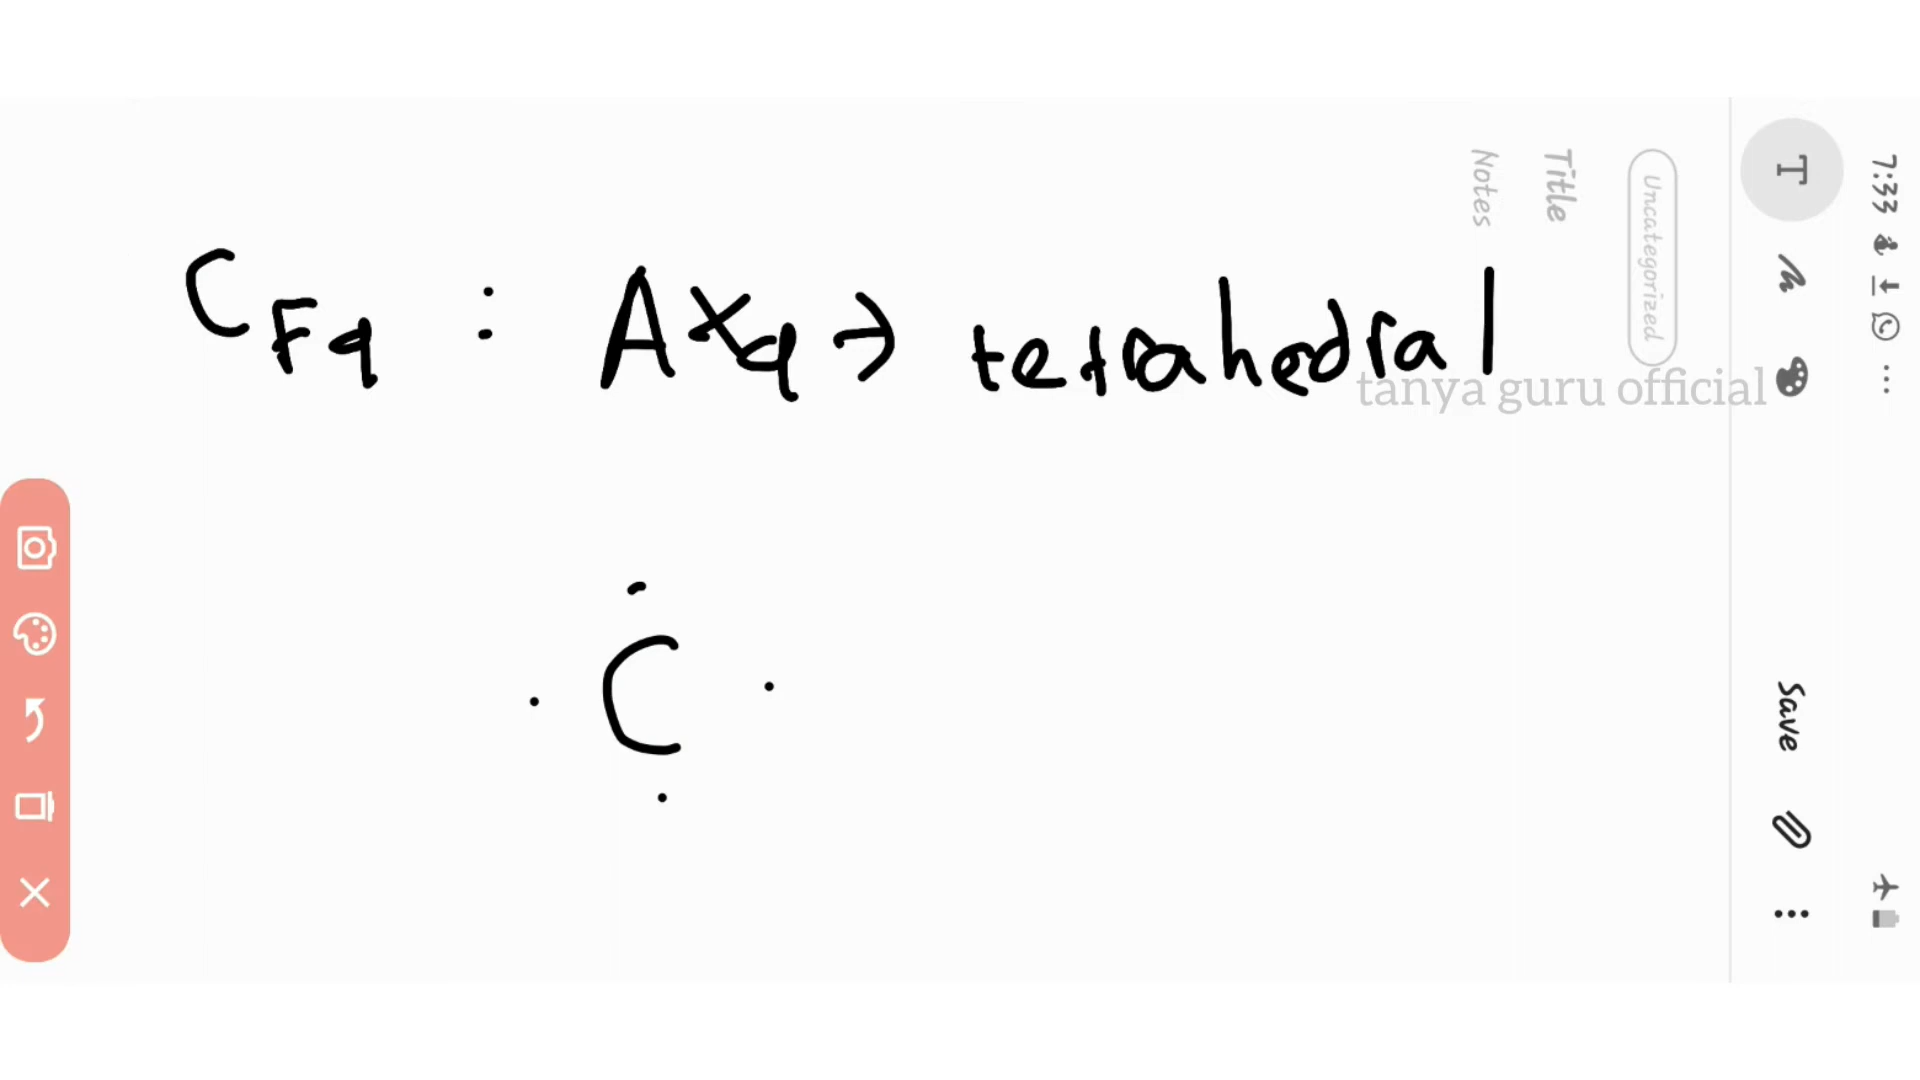 CF4 : AX4 → tetrahedral
tanya guru official
C
Title
Notes
Uncategorized
T
7:33
Save